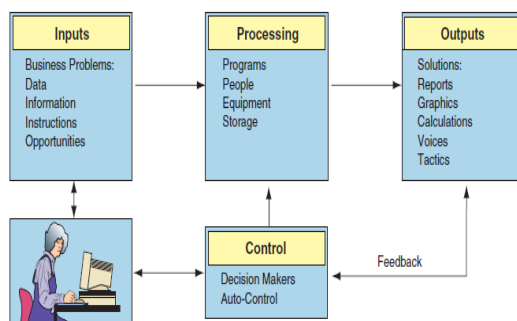 Inputs
Business Problems:
Data
Information
Instructions
Opportunities
Processing
Programs
People
Equipment
Storage
Outputs
Solutions:
Reports
Graphics
Calculations
Voices
Tactics
Control
Decision Makers
Auto-Control
Feedback